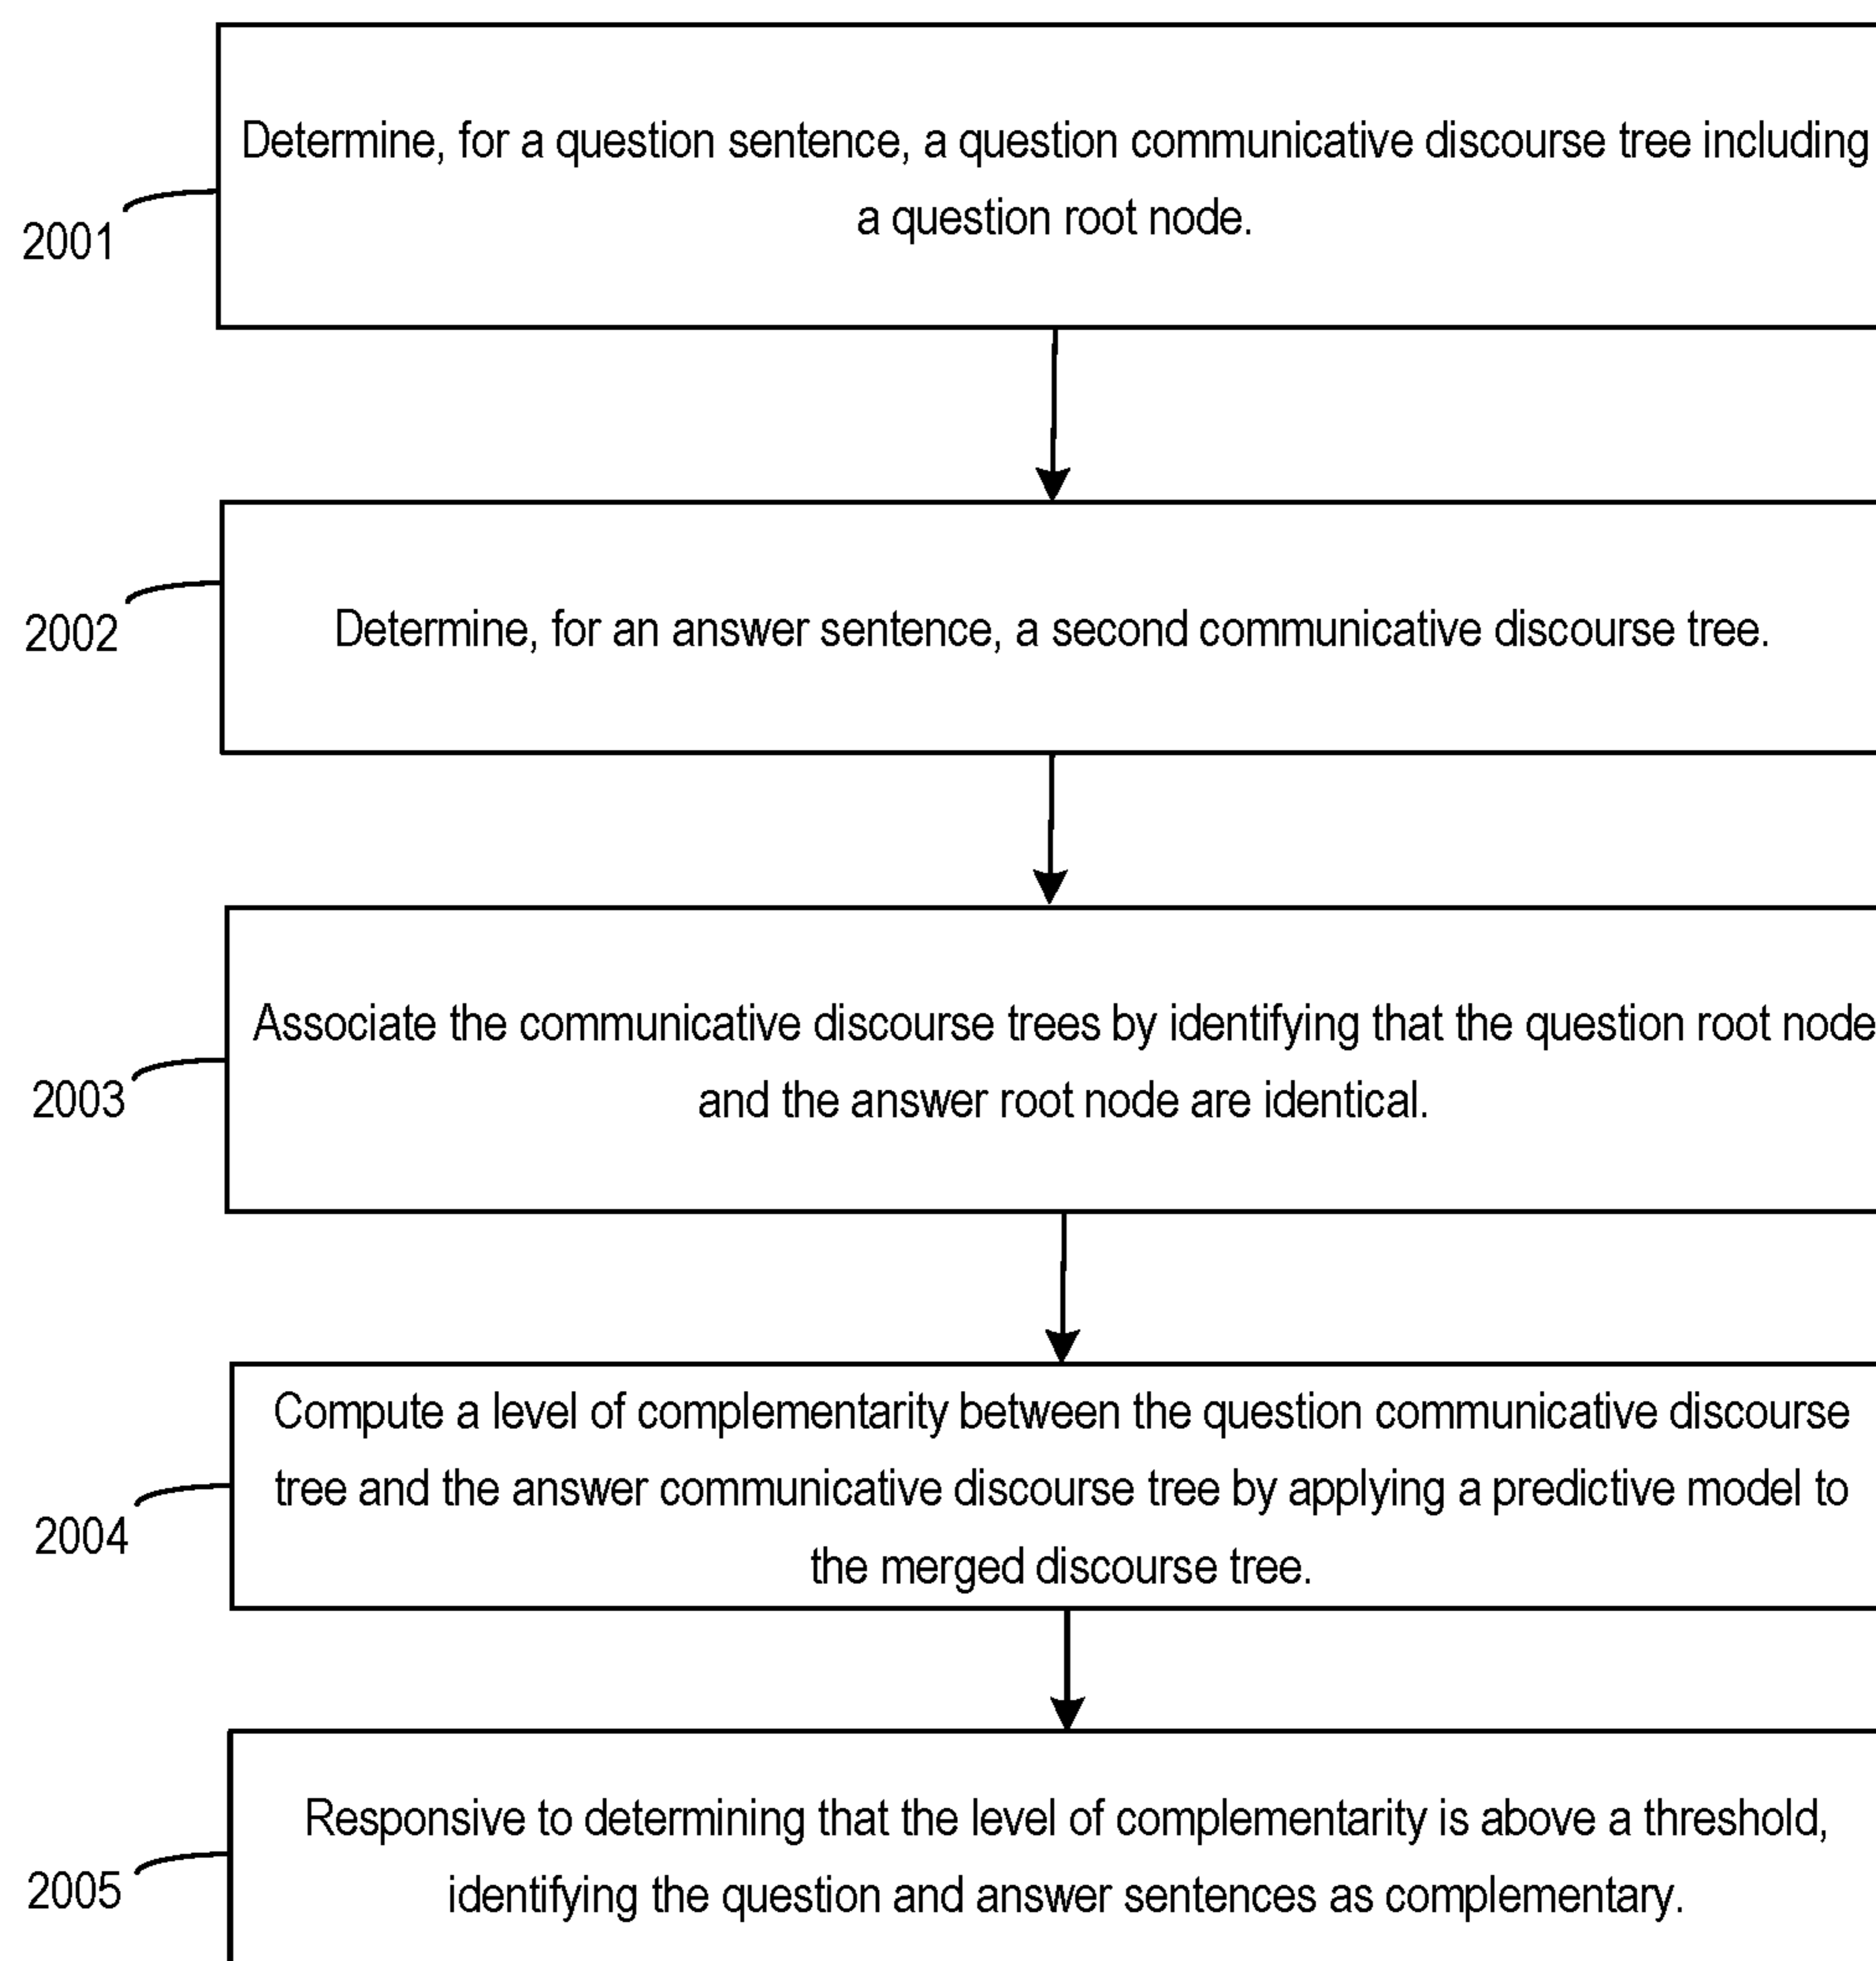 Determine, for a question sentence, a question communicative discourse tree including
a question root node.
2001
Determine, for an answer sentence, a second communicative discourse tree.
2002
Associate the communicative discourse trees by identifying that the question root node
and the answer root node are identical.
2003
Compute a level of complementarity between the question communicative discourse
tree and the answer communicative discourse tree by applying a predictive model to
the merged discourse tree.
2004
Responsive to determining that the level of complementarity is above a threshold,
identifying the question and answer sentences as complementary.
2005